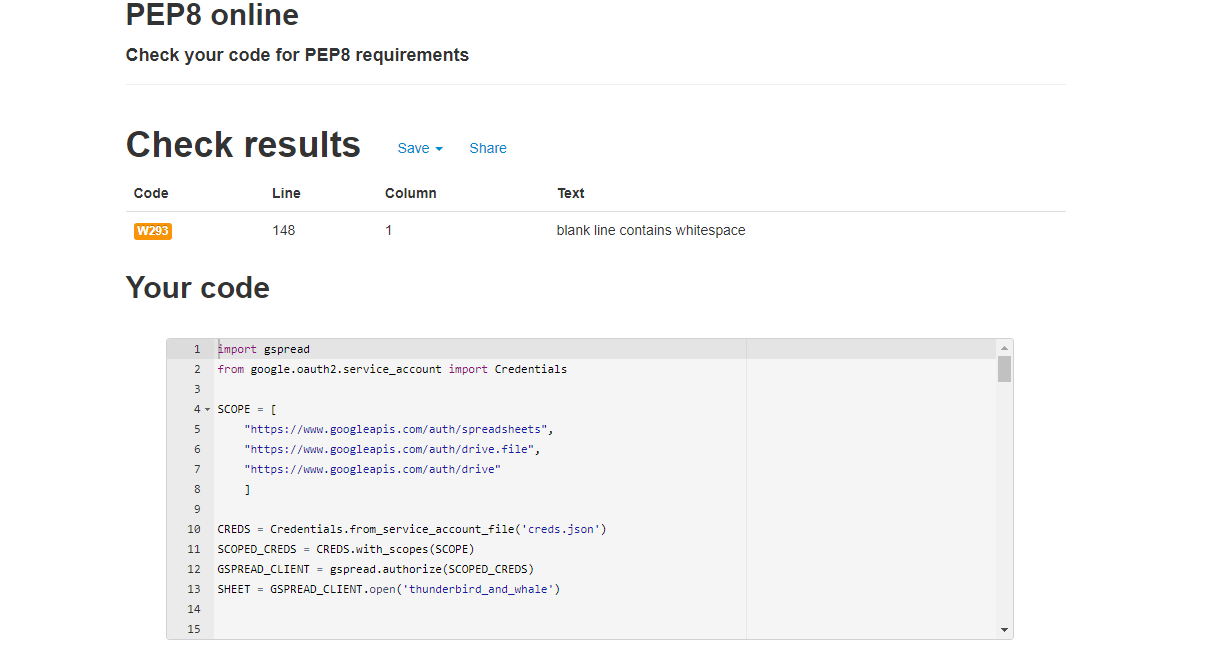 PEP8 online
Check your code for PEP8 requirements
Check results Save Share
Code Line Column Text
W293 148 1 blank line contains whitespace
Your code
1 import gspread
2 from google.oauth2.service_account import Credentials
3
4 SCOPE = [
5 "https://www.googleapis.com/auth/spreadsheets",
6 "https://www.googleapis.com/auth/drive.file",
7 "https://www.googleapis.com/auth/drive"
8 ]
9
10 CREDS = Credentials.from_service_account_file('creds.json')
11 SCOPED_CREDS = CREDS.with_scopes(SCOPE)
12 GSPREAD_CLIENT = gspread.authorize(SCOPED_CREDS)
13 SHEET = GSPREAD_CLIENT.open('thunderbird_and_whale')
14
15